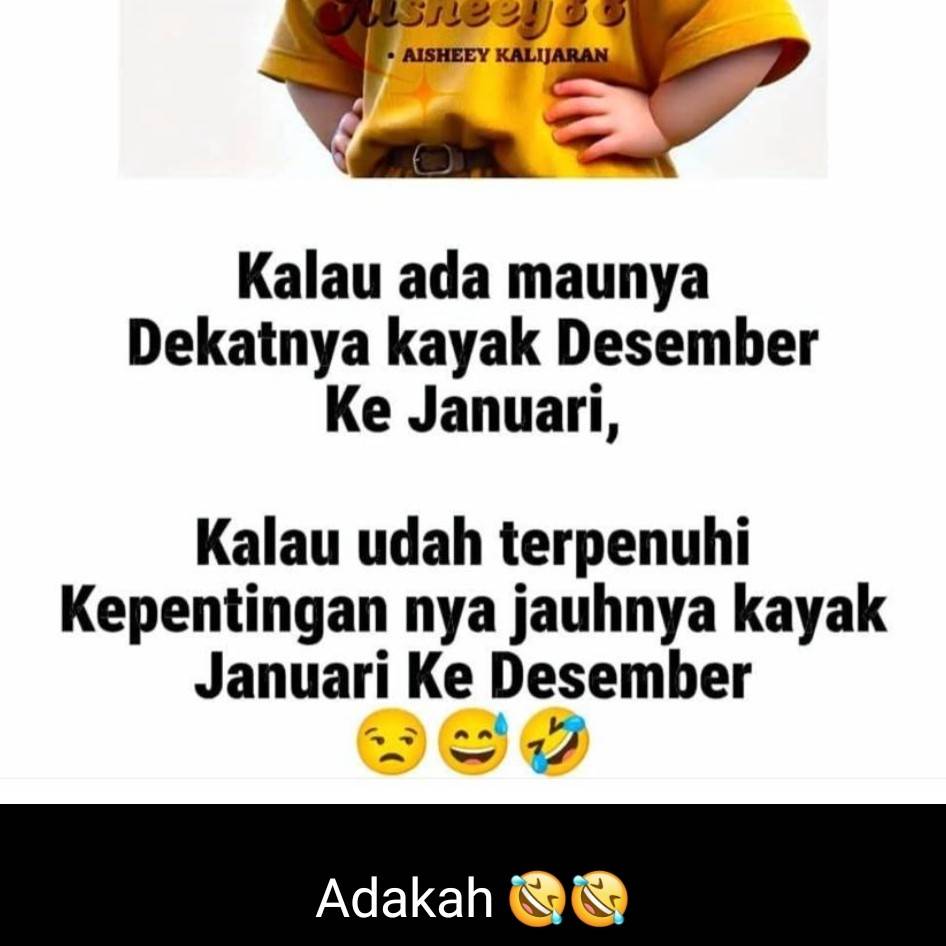 Aisheey88
• AISHEEY KALIJARAN
Kalau ada maunya
Dekatnya kayak Desember
Ke Januari,
Kalau udah terpenuhi
Kepentingan nya jauhnya kayak
Januari Ke Desember
😒😅🤣
Adakah 🤣🤣